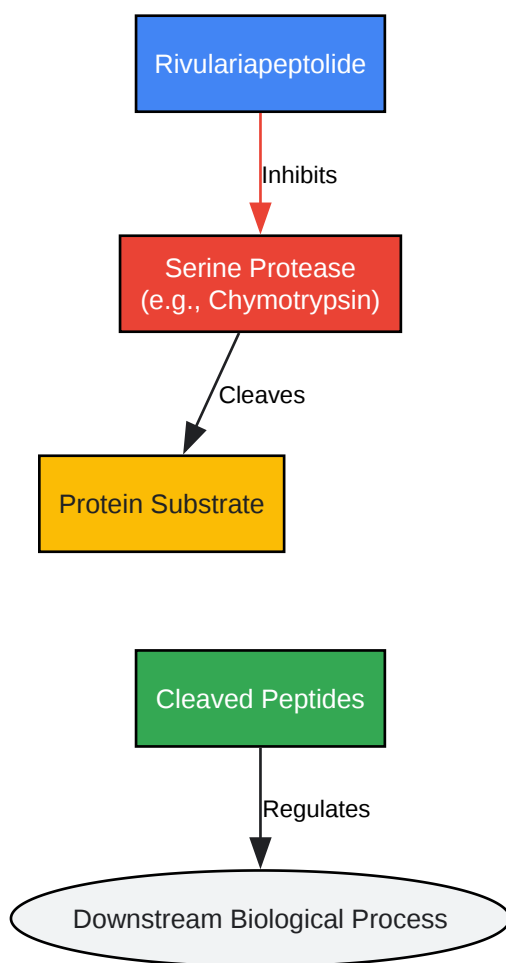 Rivulariapeptolide
Inhibits
Serine Protease
(e.g., Chymotrypsin)
Cleaves
Protein Substrate
Cleaved Peptides
Regulates
Downstream Biological Process